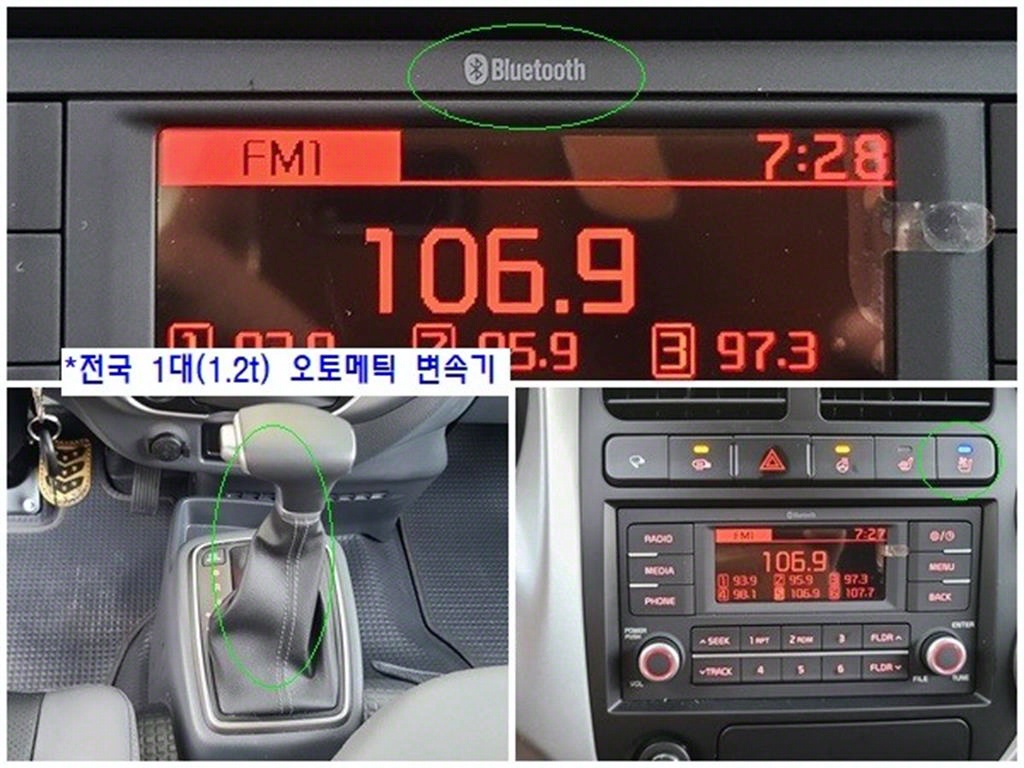 Bluetooth
FM1 7:28
106.9
1 93.9 2 95.9 3 97.3
*전국 1대(1.2t) 오토메틱 변속기
Bluetooth
RADIO FM1 7:27
106.9
MEDIA 1 93.9 2 95.9 3 97.3 MENU
PHONE 4 98.1 5 106.9 6 107.7 BACK
POWER PUSH ∧ SEEK 1 RPT 2 RDM 3 FLDR ∧ ENTER
∨ TRACK 4 5 6 FLDR ∨
VOL FILE TUNE